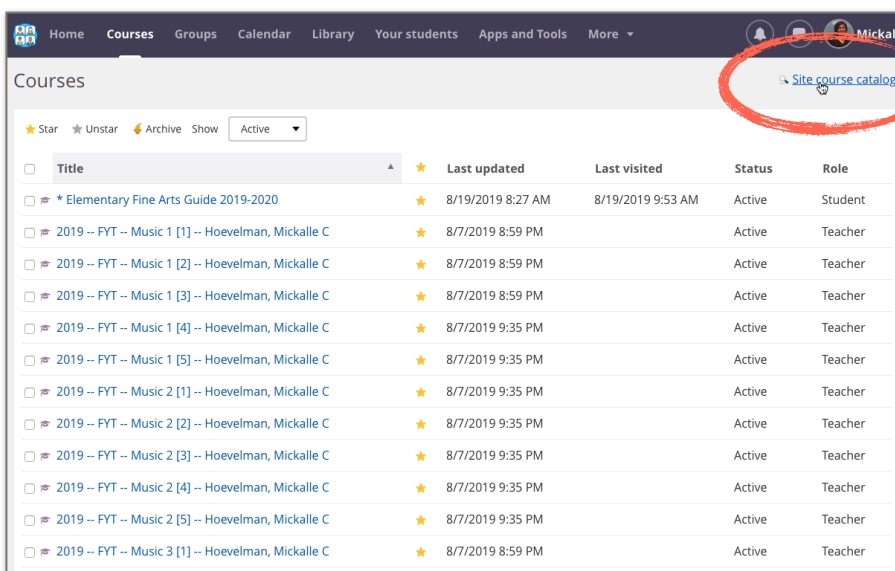 Home Courses Groups Calendar Library Your students Apps and Tools More Mickal
Courses
Site course catalog
Star Unstar Archive Show Active
Title Last updated Last visited Status Role
* Elementary Fine Arts Guide 2019-2020 8/19/2019 8:27 AM 8/19/2019 9:53 AM Active Student
2019 -- FYT -- Music 1 [1] -- Hoevelman, Mickalle C 8/7/2019 8:59 PM Active Teacher
2019 -- FYT -- Music 1 [2] -- Hoevelman, Mickalle C 8/7/2019 8:59 PM Active Teacher
2019 -- FYT -- Music 1 [3] -- Hoevelman, Mickalle C 8/7/2019 8:59 PM Active Teacher
2019 -- FYT -- Music 1 [4] -- Hoevelman, Mickalle C 8/7/2019 9:35 PM Active Teacher
2019 -- FYT -- Music 1 [5] -- Hoevelman, Mickalle C 8/7/2019 9:35 PM Active Teacher
2019 -- FYT -- Music 2 [1] -- Hoevelman, Mickalle C 8/7/2019 9:35 PM Active Teacher
2019 -- FYT -- Music 2 [2] -- Hoevelman, Mickalle C 8/7/2019 9:35 PM Active Teacher
2019 -- FYT -- Music 2 [3] -- Hoevelman, Mickalle C 8/7/2019 9:35 PM Active Teacher
2019 -- FYT -- Music 2 [4] -- Hoevelman, Mickalle C 8/7/2019 9:35 PM Active Teacher
2019 -- FYT -- Music 2 [5] -- Hoevelman, Mickalle C 8/7/2019 9:35 PM Active Teacher
2019 -- FYT -- Music 3 [1] -- Hoevelman, Mickalle C 8/7/2019 8:59 PM Active Teacher